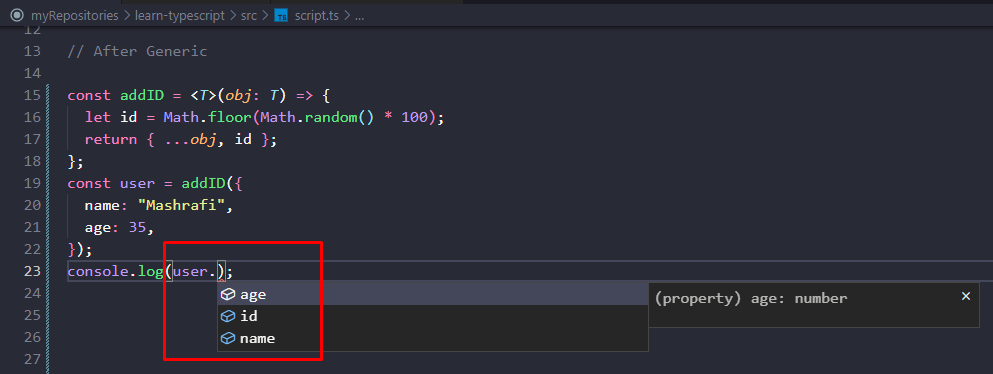 myRepositories > learn-typescript > src > TS script.ts > ...
12
13 // After Generic
14
15 const addID = <T>(obj: T) => {
16 let id = Math.floor(Math.random() * 100);
17 return { ...obj, id };
18 };
19 const user = addID({
20 name: "Mashrafi",
21 age: 35,
22 });
23 console.log(user.);
24 age (property) age: number ×
25 id
26 name
27